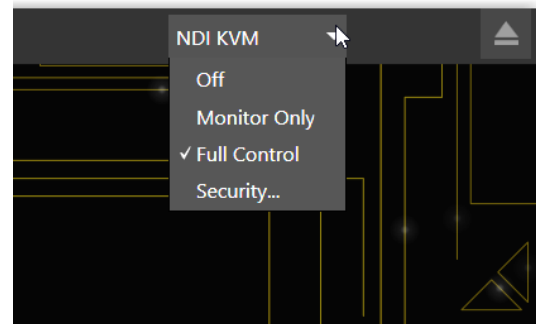 NDI KVM
Off
Monitor Only
✓ Full Control
Security...